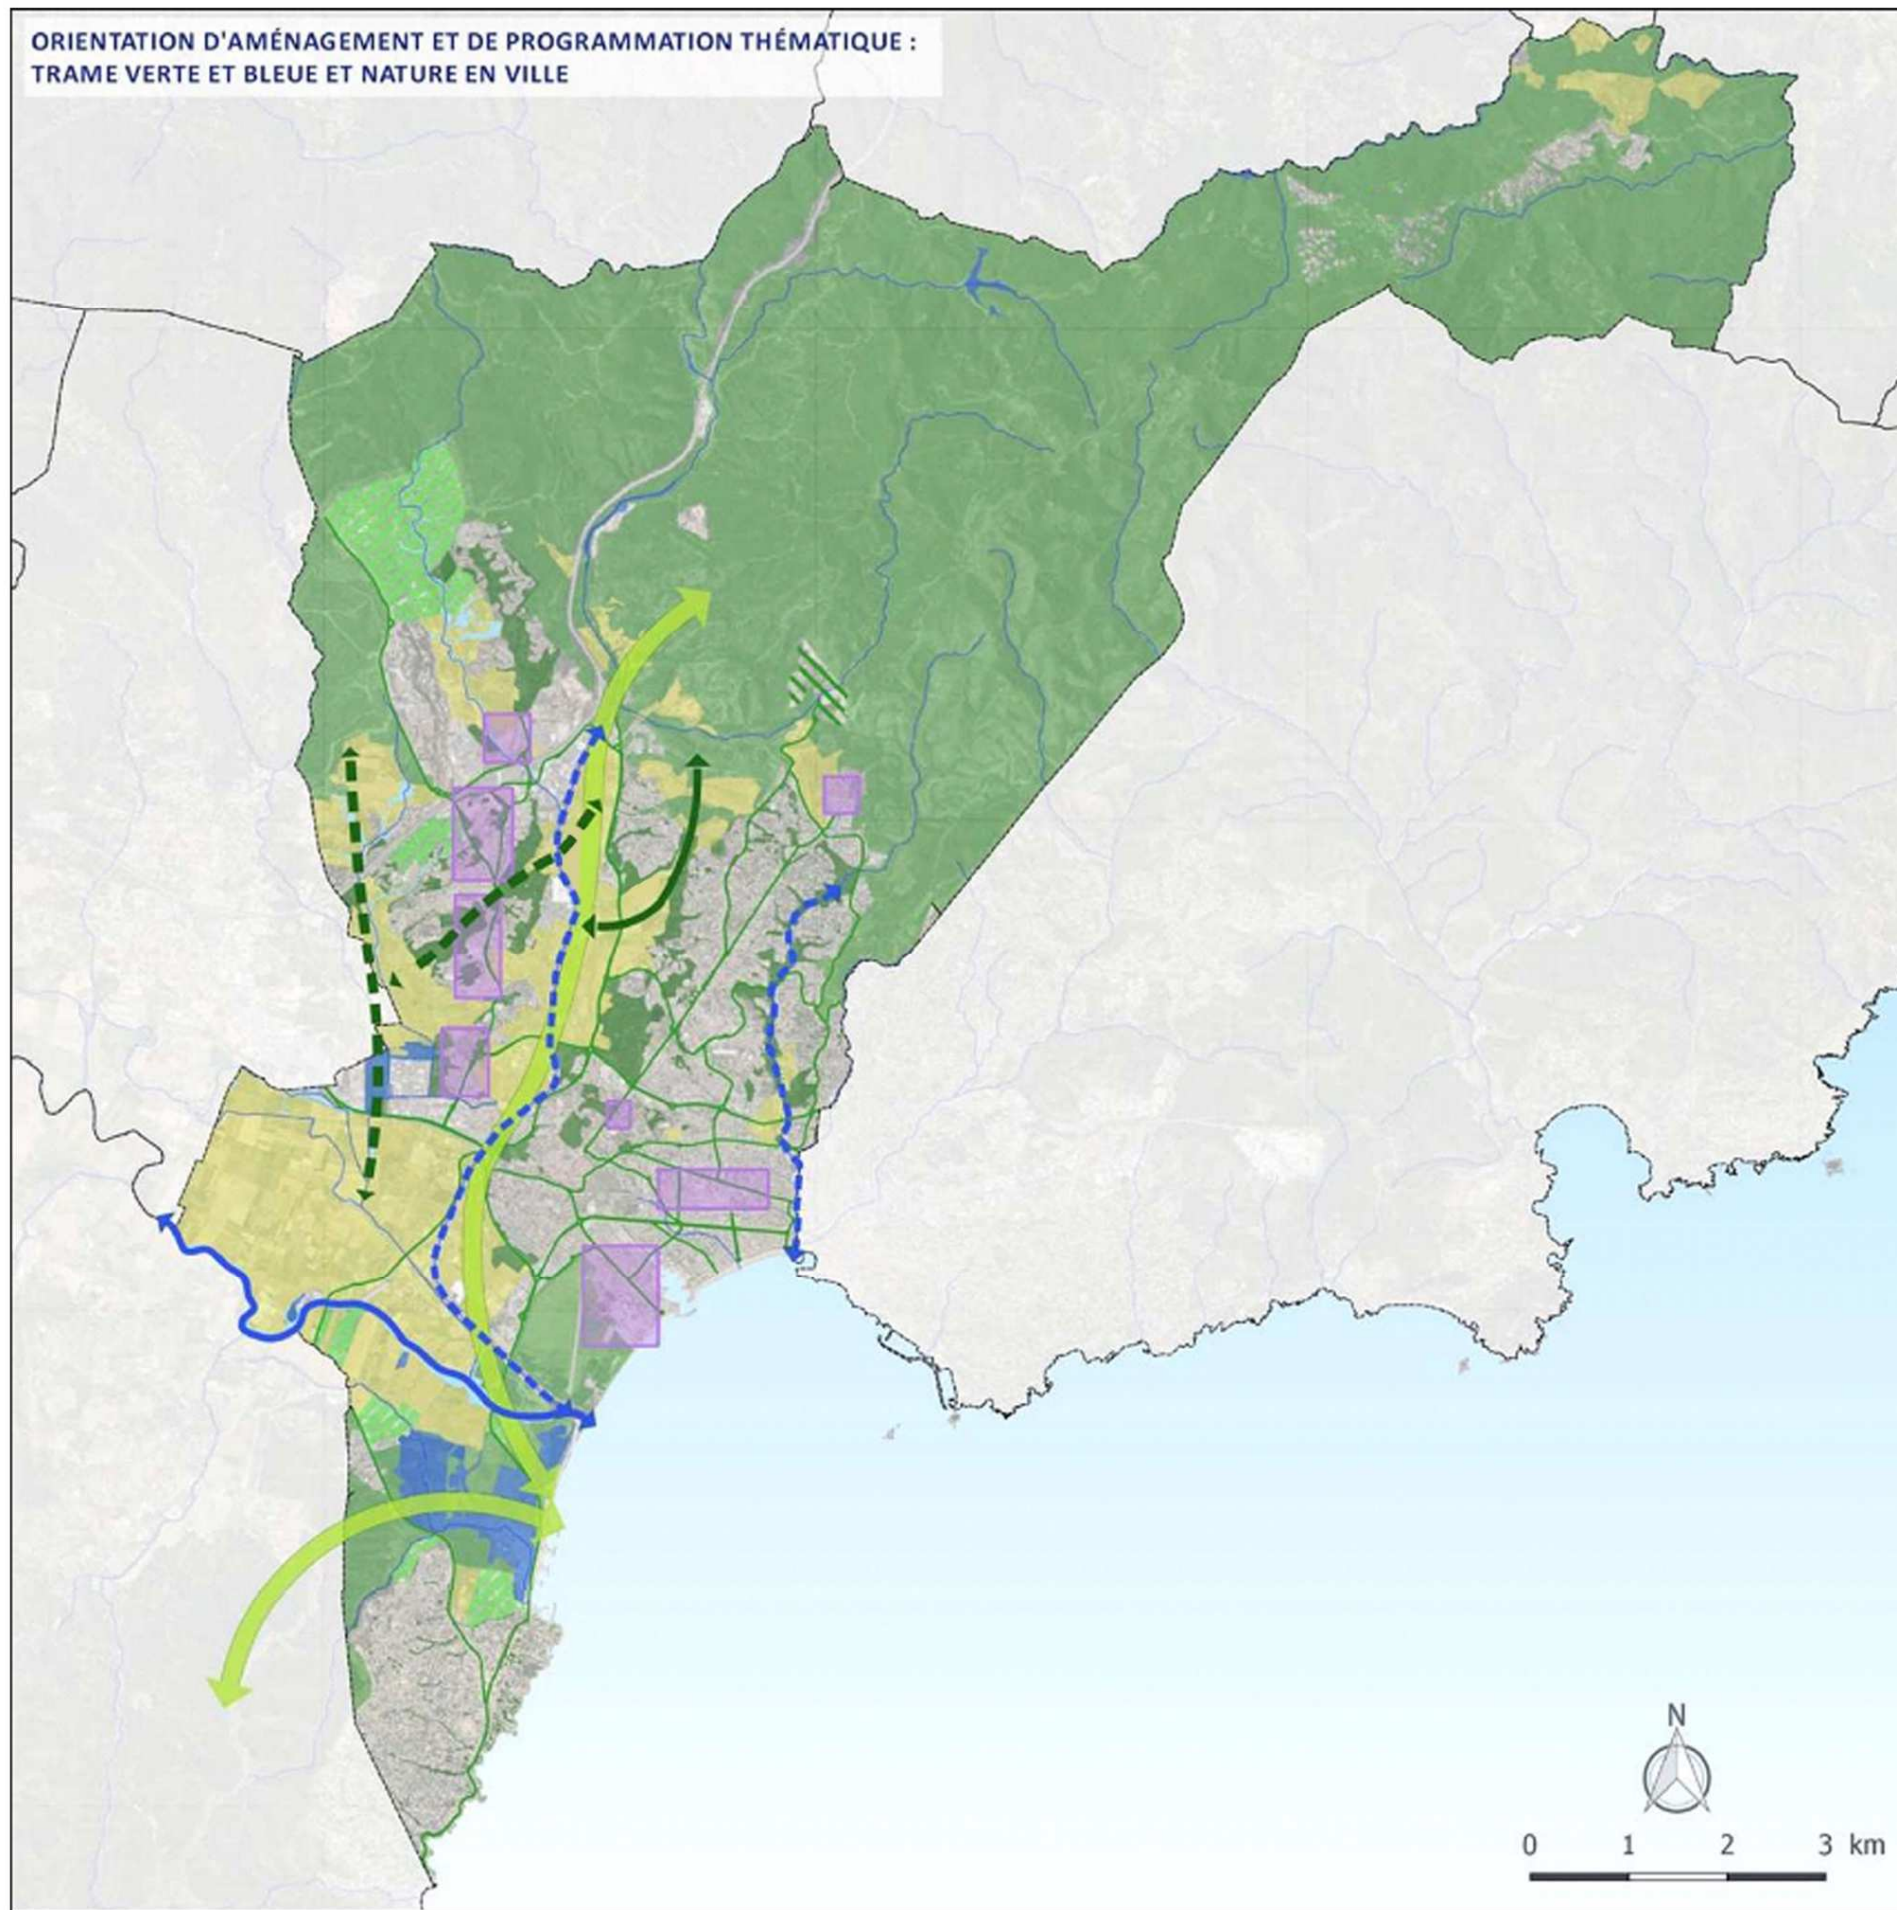 ORIENTATION D'AMÉNAGEMENT ET DE PROGRAMMATION THÉMATIQUE :
TRAME VERTE ET BLEUE ET NATURE EN VILLE
N
0 1 2 3 km